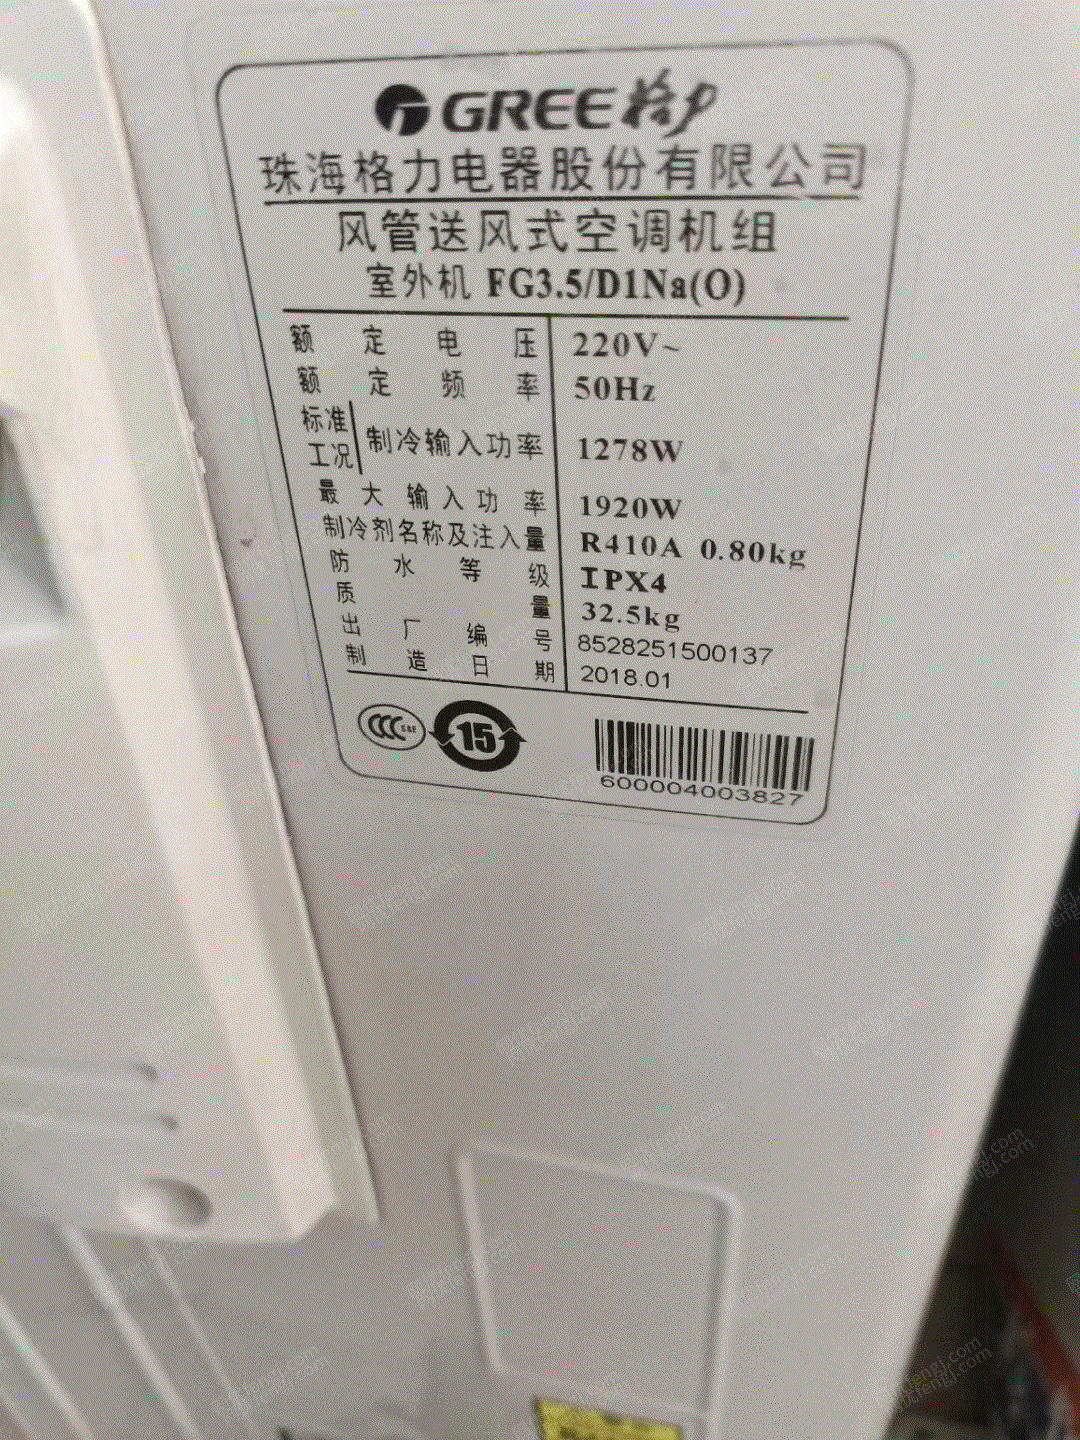 GREE格力
珠海格力电器股份有限公司
风管送风式空调机组
室外机 FG3.5/D1Na(O)
额定电压 220V~
额定频率 50Hz
标准工况 制冷输入功率 1278W
最大输入功率 1920W
制冷剂名称及注入量 R410A 0.80kg
防水等级 IPX4
质量 32.5kg
出厂编号 8528251500137
制造日期 2018.01
CCC S&E 15
600004003827